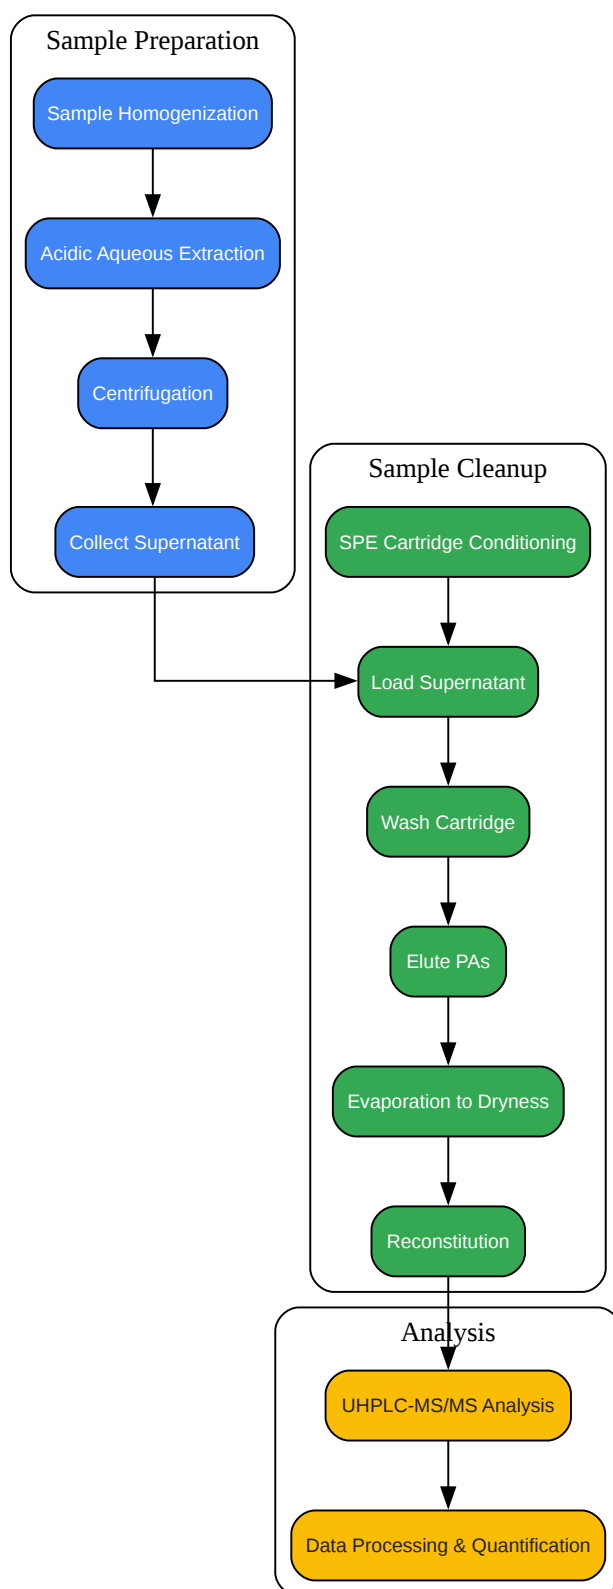 Sample Preparation
Sample Homogenization
Acidic Aqueous Extraction
Centrifugation
Collect Supernatant
Sample Cleanup
SPE Cartridge Conditioning
Load Supernatant
Wash Cartridge
Elute PAs
Evaporation to Dryness
Reconstitution
Analysis
UHPLC-MS/MS Analysis
Data Processing & Quantification